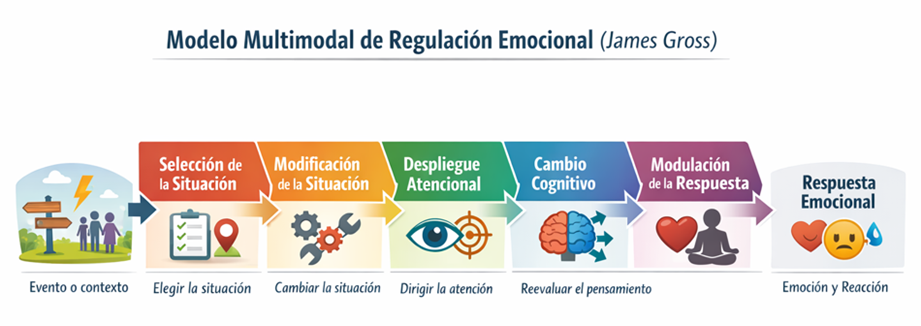 Modelo Multimodal de Regulación Emocional (James Gross)
Selección de
la Situación
Modificación
de la Situación
Despliegue
Atencional
Cambio
Cognitivo
Modulación
de la Respuesta
Respuesta
Emocional
Evento o contexto
Elegir la situación
Cambiar la situación
Dirigir la atención
Reevaluar el pensamiento
Emoción y Reacción